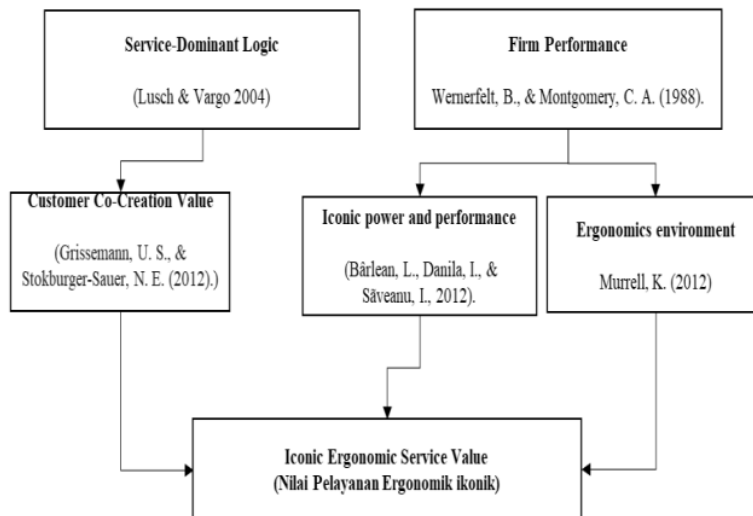 Service-Dominant Logic
(Lusch & Vargo 2004)
Firm Performance
Wernerfelt, B., & Montgomery, C. A. (1988).
Customer Co-Creation Value
(Grissemann, U. S., &
Stokburger-Sauer, N. E. (2012).)
Iconic power and performance
(Bârlean, L., Danila, I., &
Săveanu, I., 2012).
Ergonomics environment
Murrell, K. (2012)
Iconic Ergonomic Service Value
(Nilai Pelayanan Ergonomik ikonik)